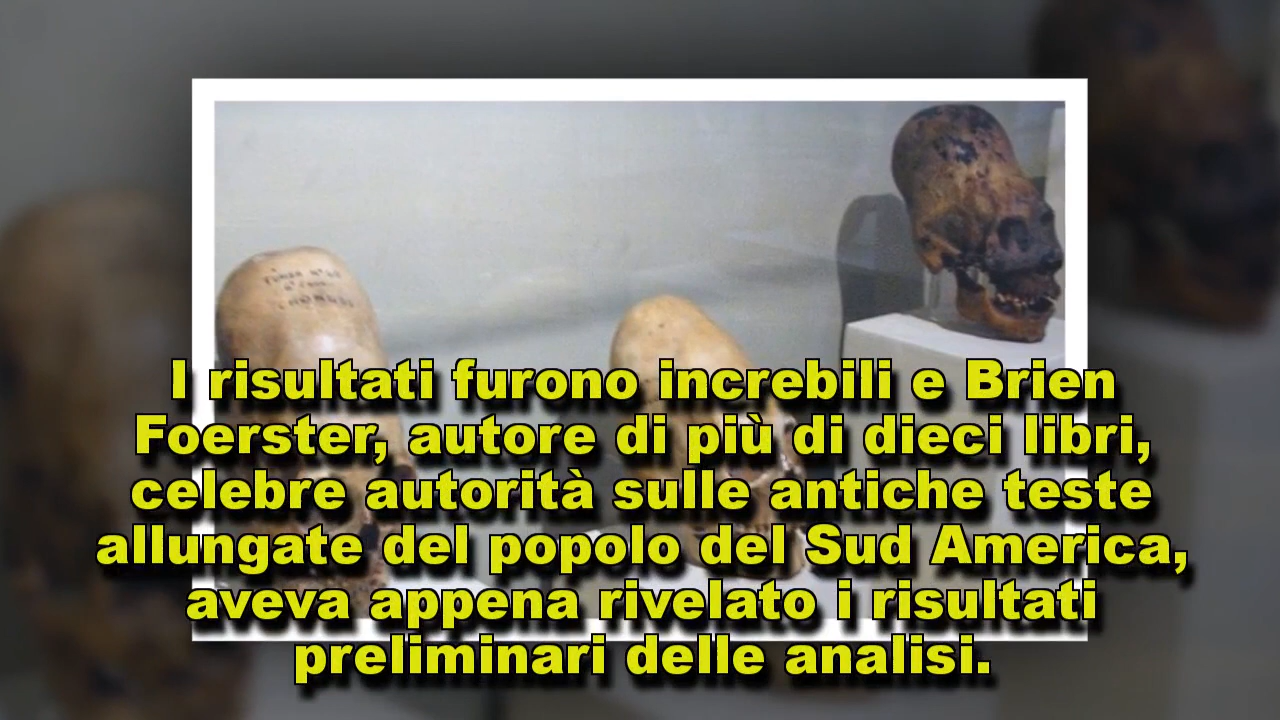 I risultati furono increbili e Brien
Foerster, autore di più di dieci libri,
celebre autorità sulle antiche teste
allungate del popolo del Sud America,
aveva appena rivelato i risultati
preliminari delle analisi.